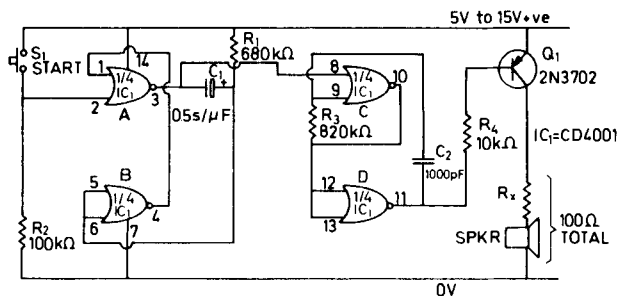 5V to 15V+ve
S1
START
1
14
1/4
IC1
2
3
A
C1
+
0.5s/µF
R1
680kΩ
8
1/4
IC1
9
10
C
R3
820kΩ
C2
1000pF
Q1
2N3702
R4
10kΩ
IC1=CD4001
B
5
1/4
IC1
6
4
7
R2
100kΩ
D
12
1/4
IC1
13
11
Rx
100Ω
TOTAL
SPKR
0V